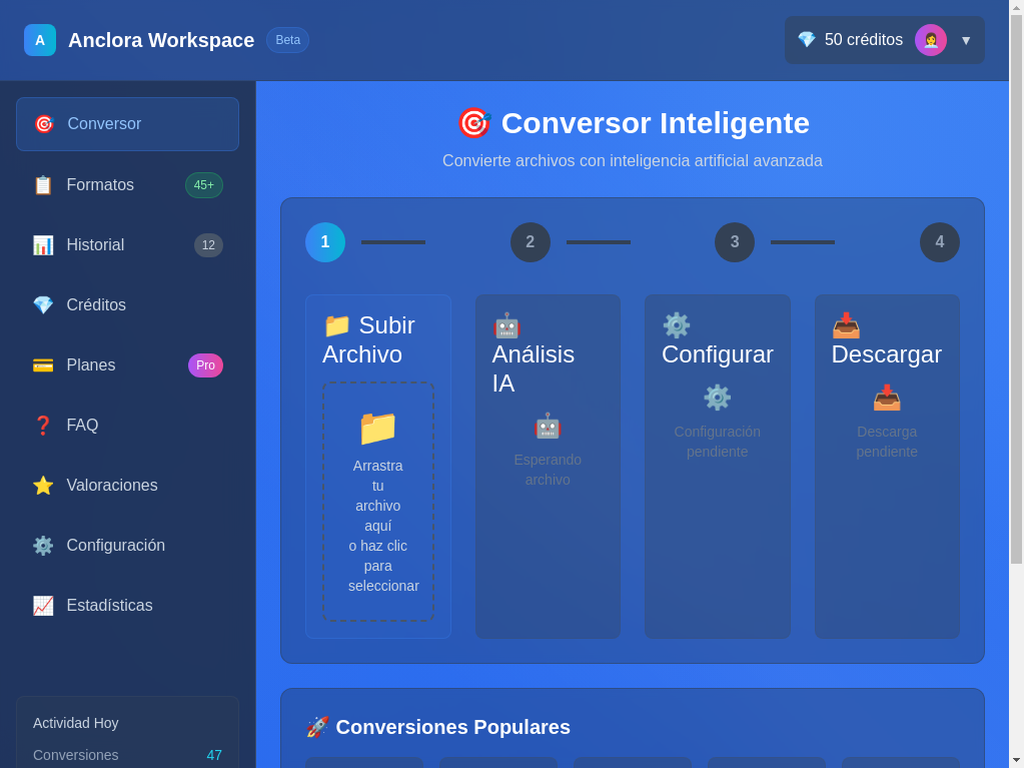 A Anclora Workspace Beta
50 créditos ▼
Conversor
Formatos 45+
Historial 12
Créditos
Planes Pro
FAQ
Valoraciones
Configuración
Estadísticas
Actividad Hoy
Conversiones 47
Conversor Inteligente
Convierte archivos con inteligencia artificial avanzada
1 2 3 4
Subir
Archivo
Arrastra
tu
archivo
aquí
o haz clic
para
seleccionar
Análisis
IA
Esperando
archivo
Configurar
Configuración
pendiente
Descargar
Descarga
pendiente
Conversiones Populares